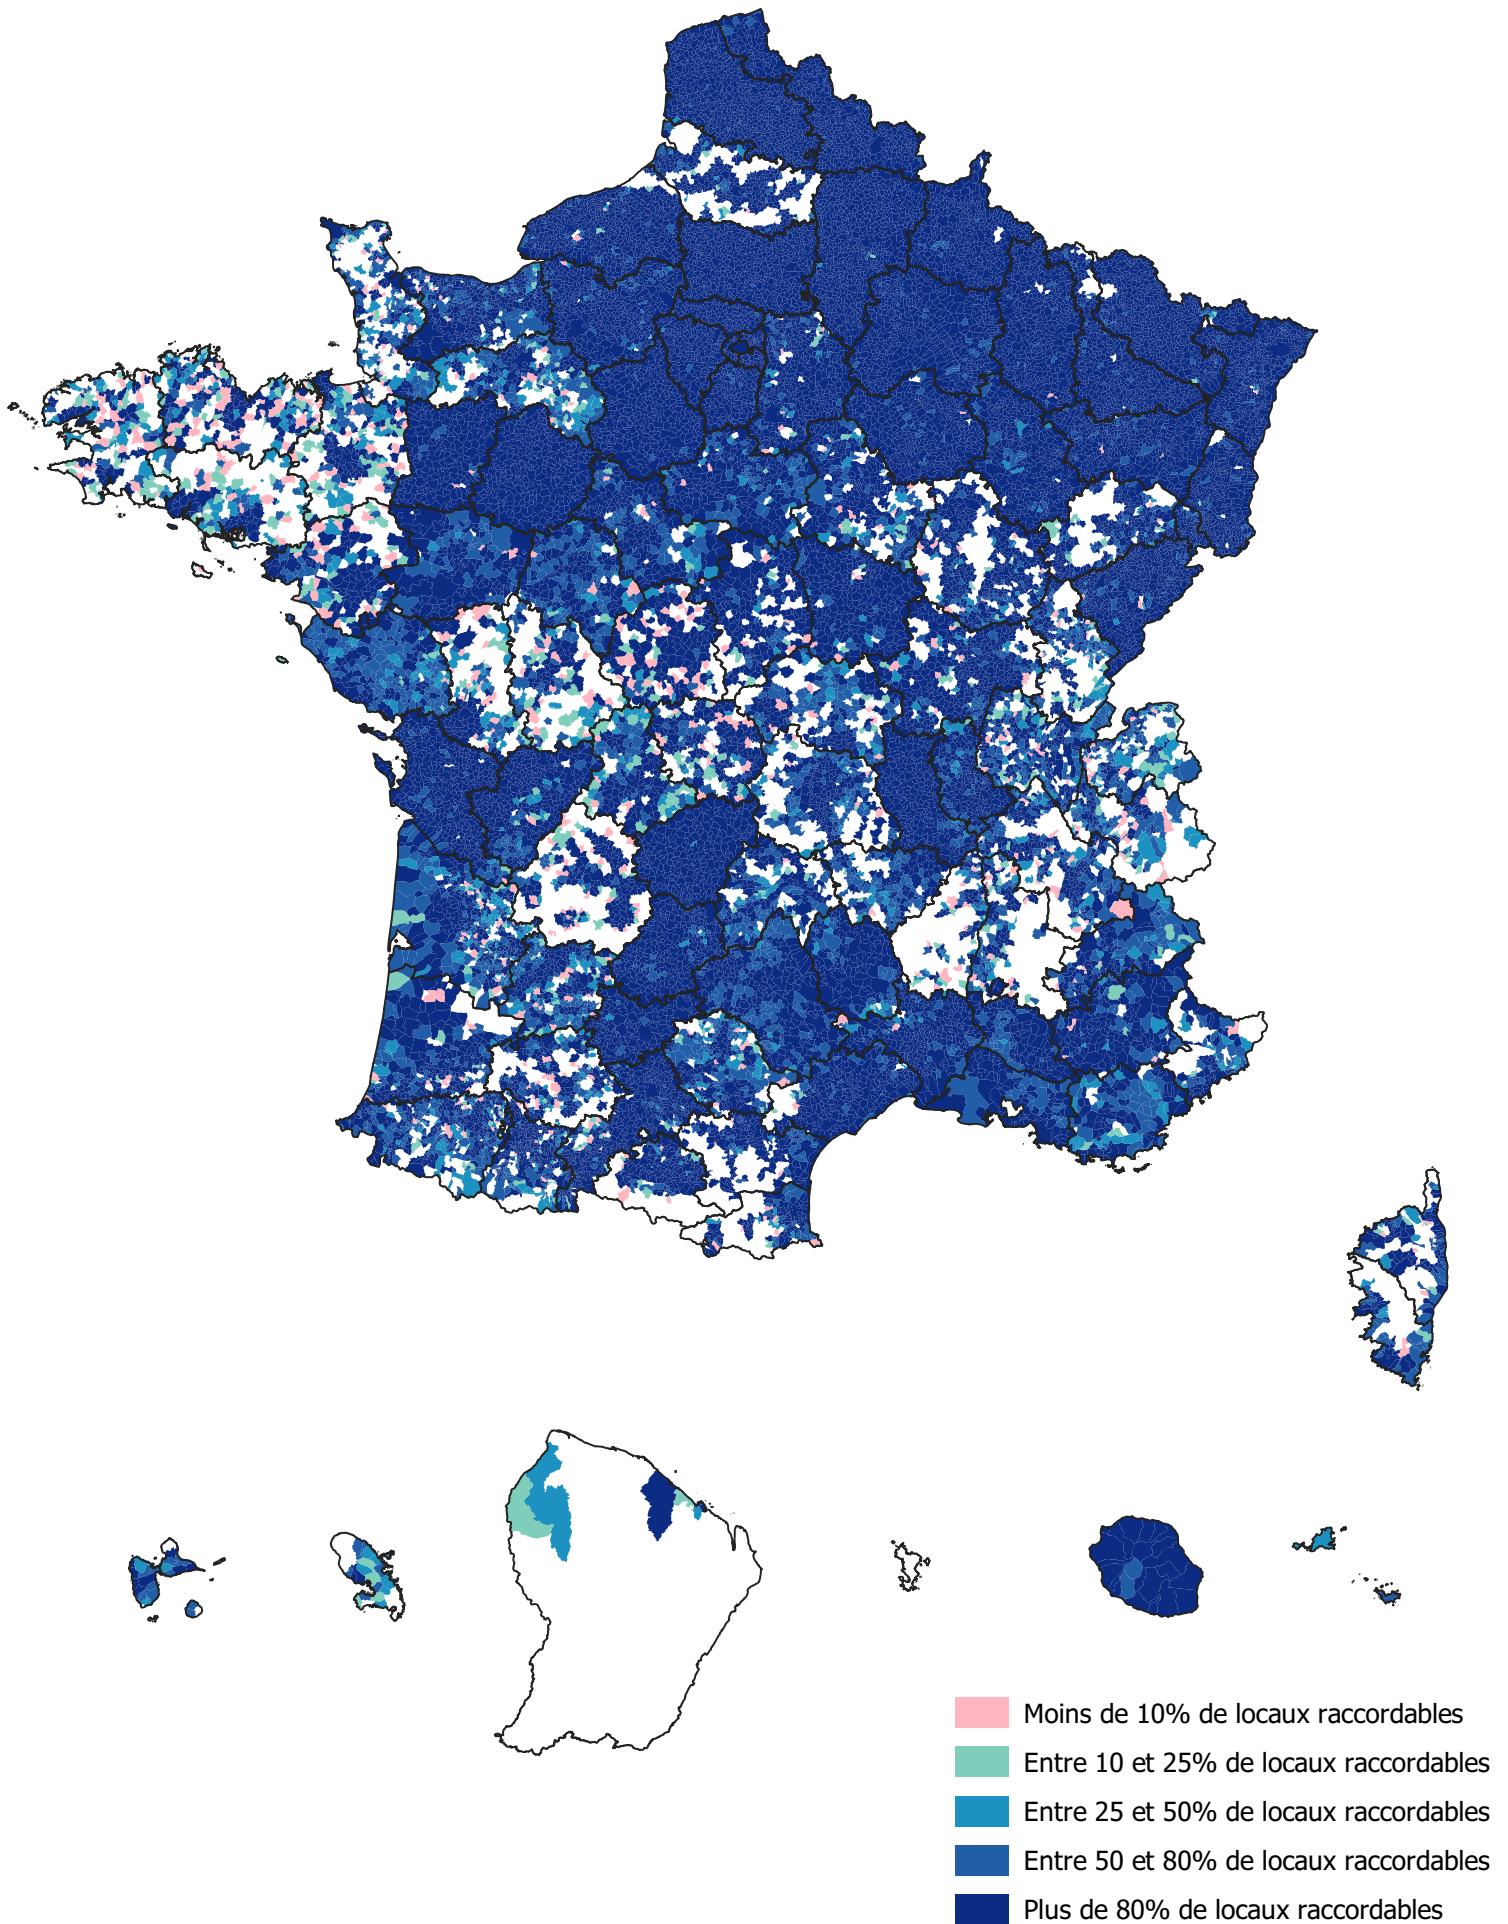 Moins de 10% de locaux raccordables
Entre 10 et 25% de locaux raccordables
Entre 25 et 50% de locaux raccordables
Entre 50 et 80% de locaux raccordables
Plus de 80% de locaux raccordables